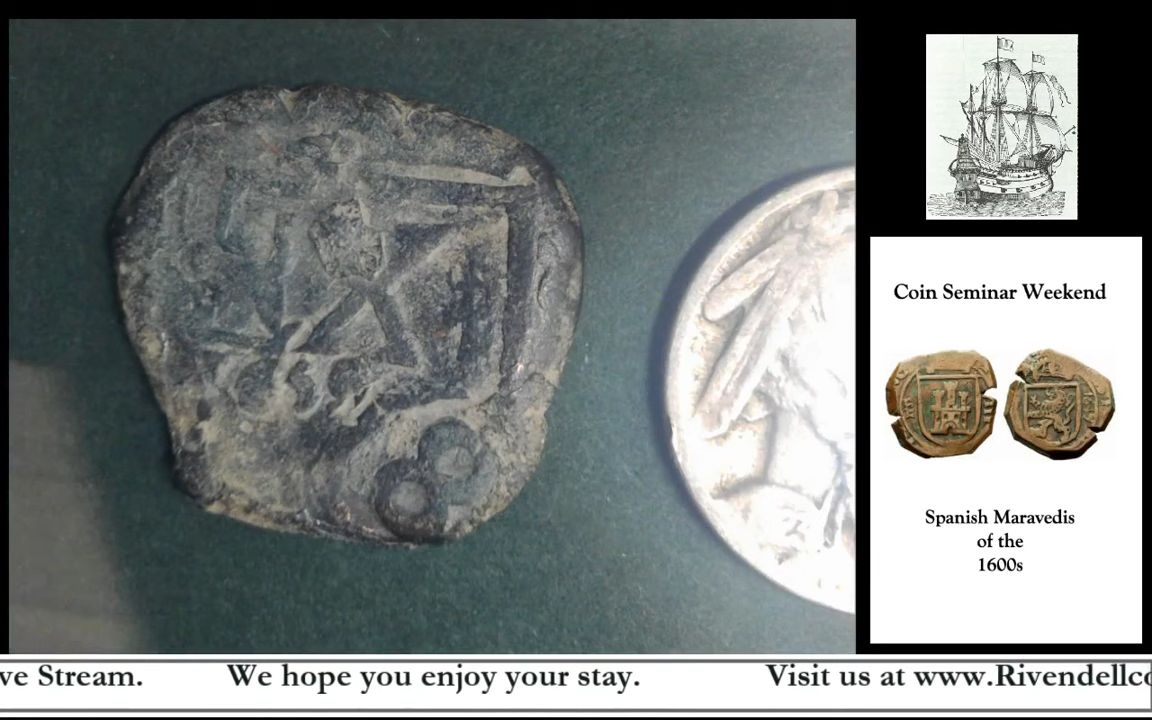 Coin Seminar Weekend
Spanish Maravedis
of the
1600s
ve Stream. We hope you enjoy your stay. Visit us at www.Rivendellco